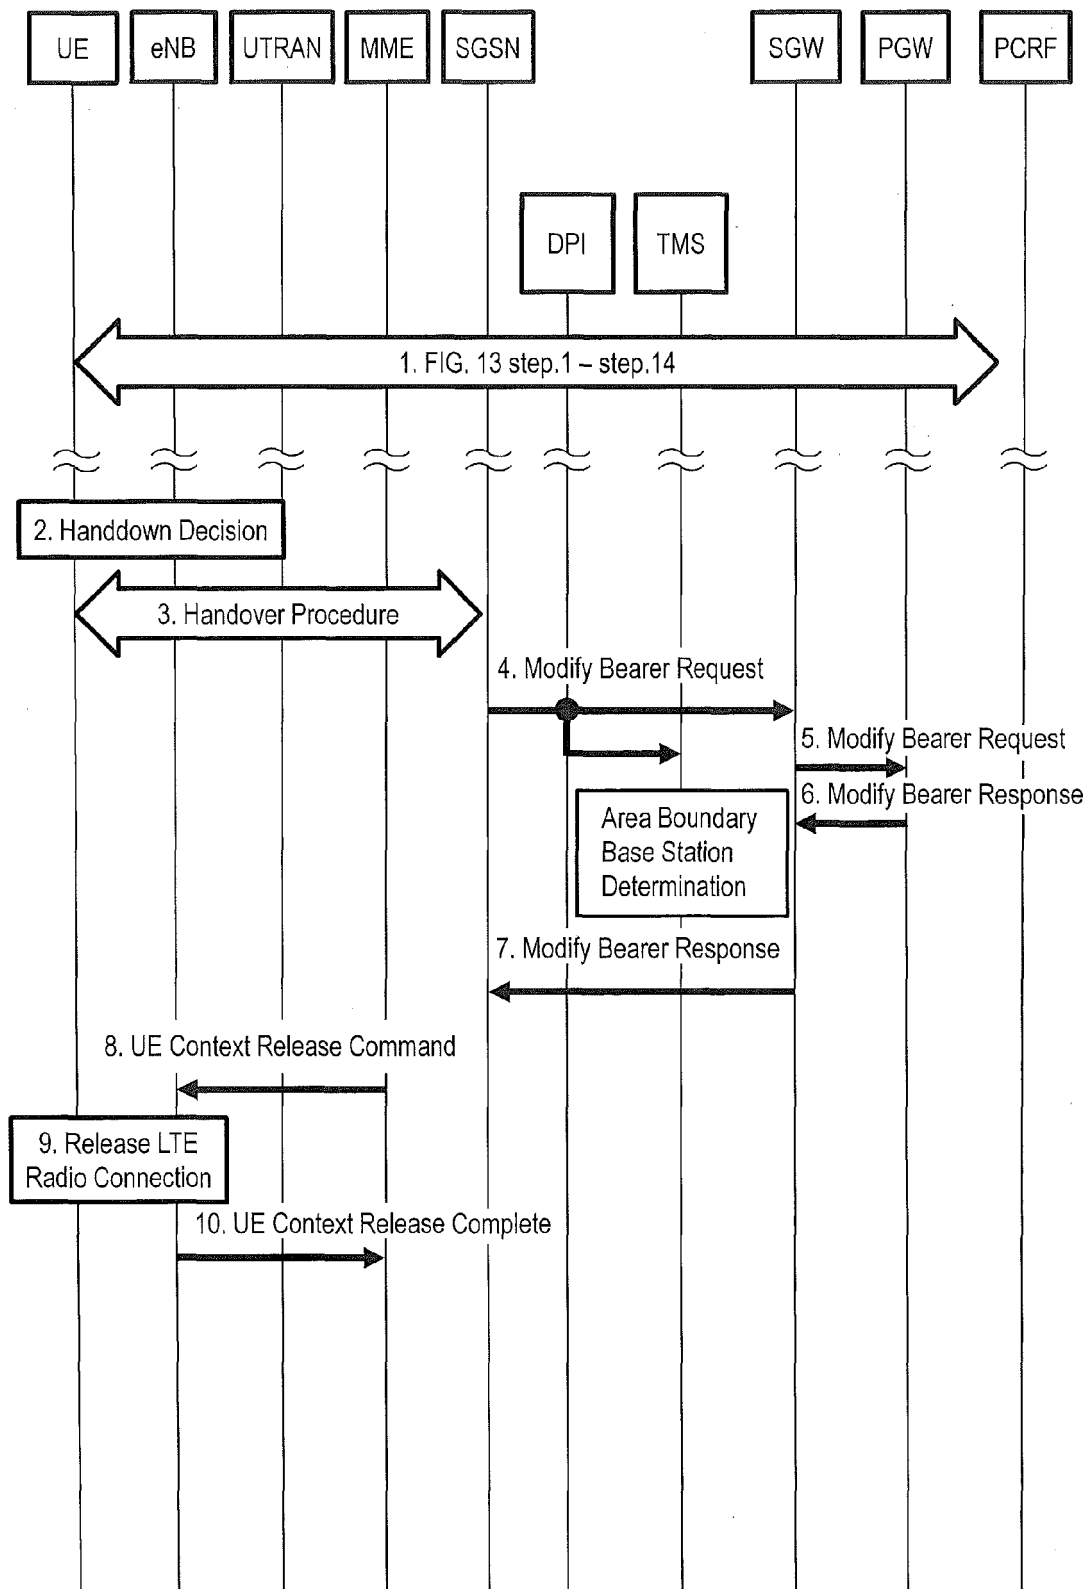 UE
eNB
UTRAN
MME
SGSN
SGW
PGW
PCRF
DPI
TMS
1. FIG. 13 step.1 – step.14
2. Handdown Decision
3. Handover Procedure
4. Modify Bearer Request
5. Modify Bearer Request
6. Modify Bearer Response
Area Boundary
Base Station
Determination
7. Modify Bearer Response
8. UE Context Release Command
9. Release LTE
Radio Connection
10. UE Context Release Complete